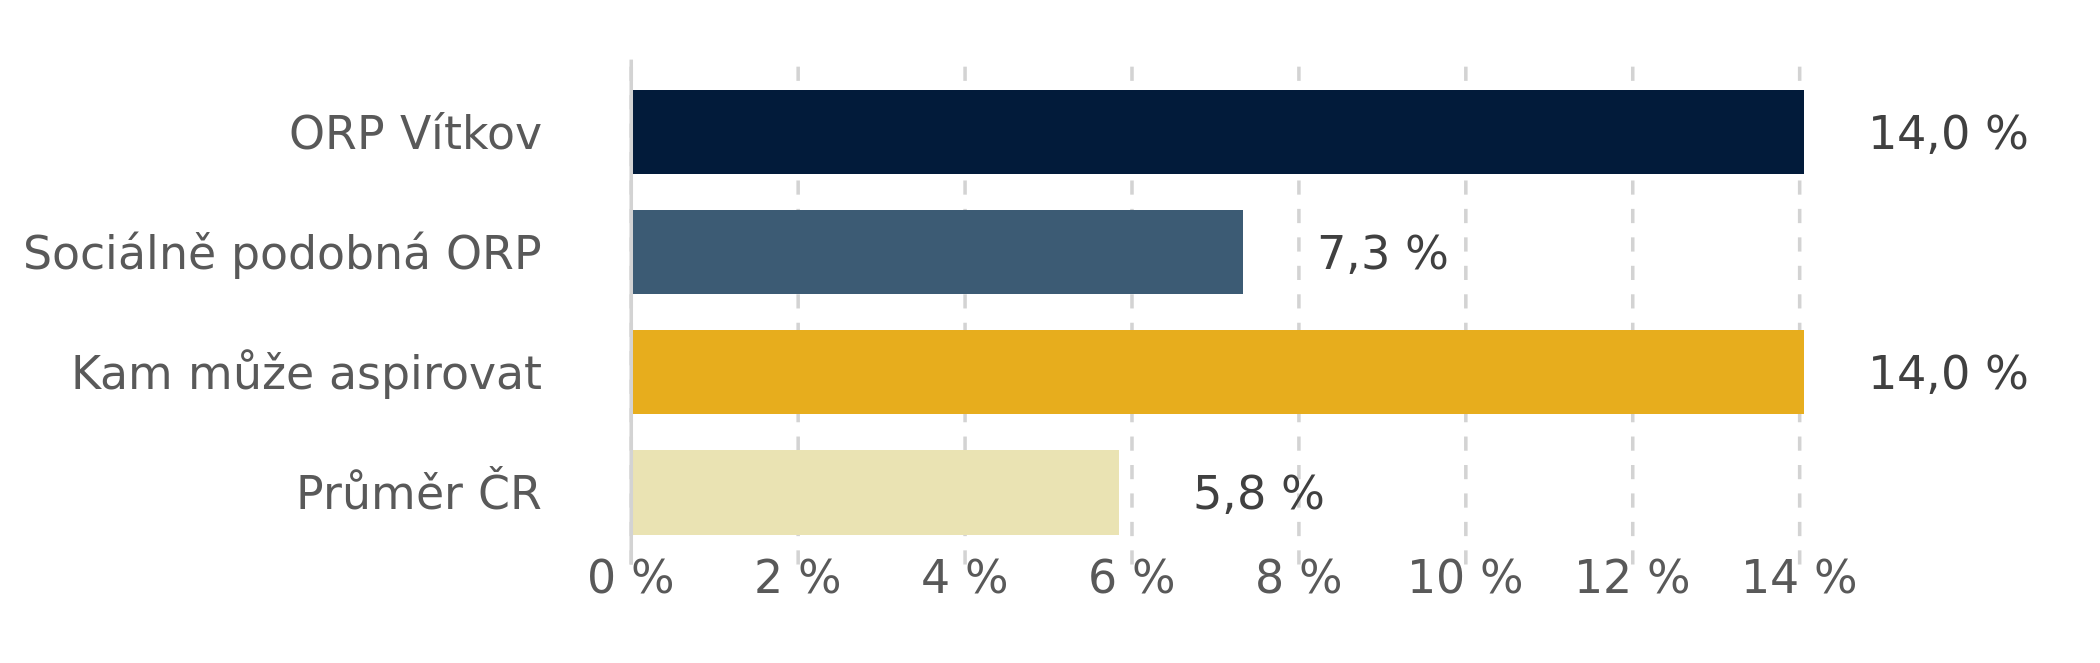 ORP Vítkov 14,0 %
Sociálně podobná ORP 7,3 %
Kam může aspirovat 14,0 %
Průměr ČR 5,8 %
0 % 2 % 4 % 6 % 8 % 10 % 12 % 14 %